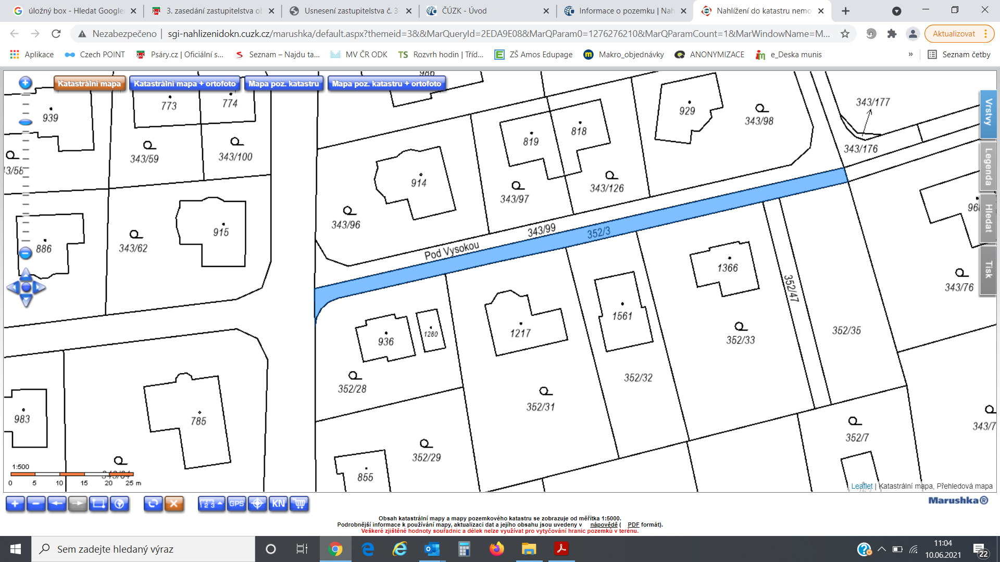 úložný box - Hledat Google
3. zasedání zastupitelstva ob
Usnesení zastupitelstva č. 3-
ČÚZK - Úvod
Informace o pozemku | Nah
Nahlížení do katastru nemo
Nezabezpečeno | sgi-nahlizenidokn.cuzk.cz/marushka/default.aspx?themeid=3&&MarQueryId=2EDA9E08&MarQParam0=1276276210&MarQParamCount=1&MarWindowName=M...
Aktualizovat
Aplikace
Czech POINT
Psáry.cz | Oficiální s...
Seznam – Najdu ta...
MV ČR ODK
TS Rozvrh hodin | Tříd...
ZŠ Amos Edupage
Makro_objednávky
ANONYMIZACE
e_Deska munis
»
Seznam četby
Katastrální mapa
Katastrální mapa + ortofoto
Mapa poz. katastru
Mapa poz. katastru + ortofoto
986
939
773
774
819
818
929
343/98
343/177
343/176
Vrstvy
Legenda
Hledat
Tisk
343/59
343/100
914
343/97
343/126
343/96
915
886
343/62
343/99
352/3
Pod Vysokou
1366
352/47
343/76
936
1280
1217
1561
352/33
352/35
352/28
352/31
352/32
983
785
352/29
855
352/7
343/7
1:500
0 5 10 15 20 25 m
Leaflet | Katastrální mapa, Přehledová mapa
1 2 3
GPS
KN
Marushka®
Obsah katastrální mapy a mapy pozemkového katastru se zobrazuje od měřítka 1:5000.
Podrobnější informace k používání mapy, aktualizaci dat a jejího obsahu jsou uvedeny v nápovědě ( PDF formát).
Veškeré zjištěné hodnoty souřadnic a délek nelze využívat pro vytyčování hranic pozemků v terénu.
Sem zadejte hledaný výraz
11:04
10.06.2021
22